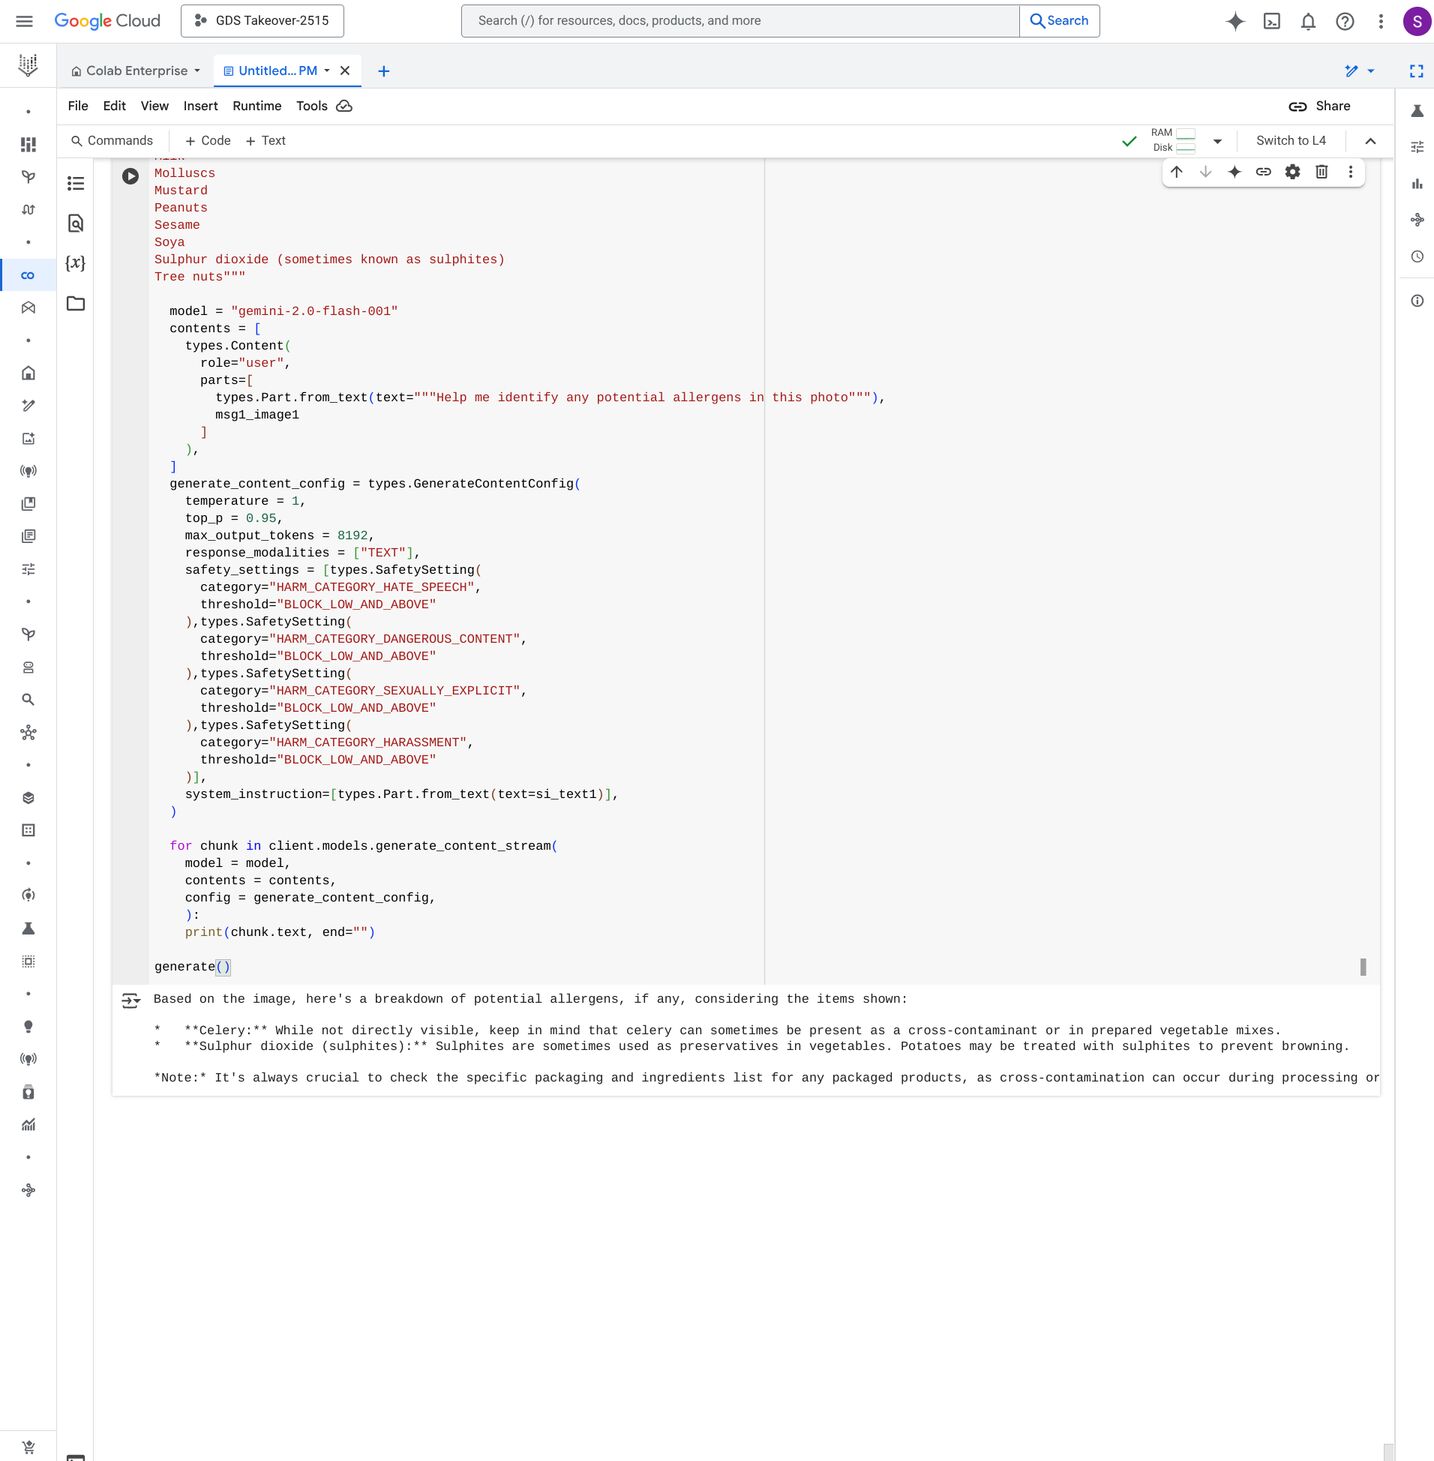 Google Cloud
GDS Takeover-2515
Search (/) for resources, docs, products, and more
Search
S
Colab Enterprise
Untitled... PM
File Edit View Insert Runtime Tools
Share
Commands
+ Code + Text
RAM
Disk
Switch to L4
{x}
Molluscs
Mustard
Peanuts
Sesame
Soya
Sulphur dioxide (sometimes known as sulphites)
Tree nuts"""
model = "gemini-2.0-flash-001"
contents = [
types.Content(
role="user",
parts=[
types.Part.from_text(text="""Help me identify any potential allergens in this photo"""),
msg1_image1
]
),
]
generate_content_config = types.GenerateContentConfig(
temperature = 1,
top_p = 0.95,
max_output_tokens = 8192,
response_modalities = ["TEXT"],
safety_settings = [types.SafetySetting(
category="HARM_CATEGORY_HATE_SPEECH",
threshold="BLOCK_LOW_AND_ABOVE"
),types.SafetySetting(
category="HARM_CATEGORY_DANGEROUS_CONTENT",
threshold="BLOCK_LOW_AND_ABOVE"
),types.SafetySetting(
category="HARM_CATEGORY_SEXUALLY_EXPLICIT",
threshold="BLOCK_LOW_AND_ABOVE"
),types.SafetySetting(
category="HARM_CATEGORY_HARASSMENT",
threshold="BLOCK_LOW_AND_ABOVE"
)],
system_instruction=[types.Part.from_text(text=si_text1)],
)
for chunk in client.models.generate_content_stream(
model = model,
contents = contents,
config = generate_content_config,
):
print(chunk.text, end="")
generate()
Based on the image, here's a breakdown of potential allergens, if any, considering the items shown:
* **Celery:** While not directly visible, keep in mind that celery can sometimes be present as a cross-contaminant or in prepared vegetable mixes.
* **Sulphur dioxide (sulphites):** Sulphites are sometimes used as preservatives in vegetables. Potatoes may be treated with sulphites to prevent browning.
*Note:* It's always crucial to check the specific packaging and ingredients list for any packaged products, as cross-contamination can occur during processing or